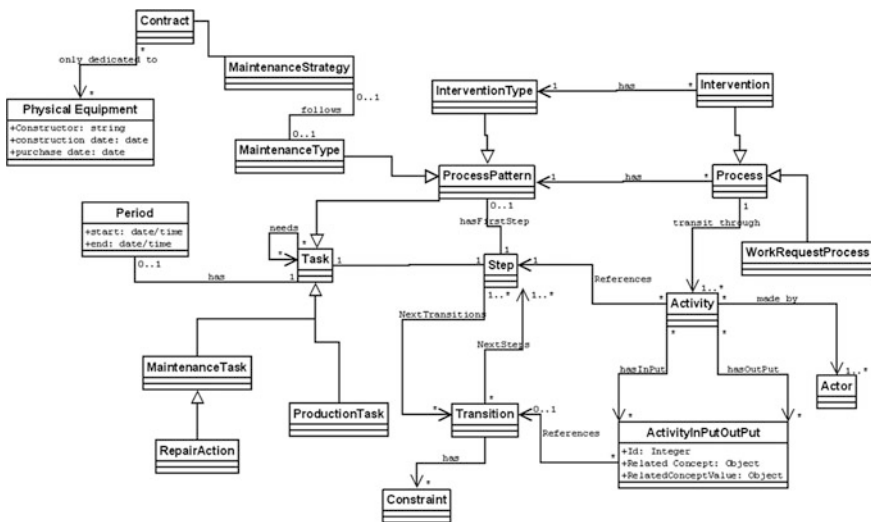 Contract
*
only dedicated to
*
Physical Equipment
+Constructor: string
+construction date: date
+purchase date: date
MaintenanceStrategy
0..1
follows
0..1
MaintenanceType
InterventionType
1
has
*
Intervention
ProcessPattern
1
has
*
Process
0..1
1
hasFirstStep
transit through
WorkRequestProcess
Period
+start: date/time
+end: date/time
0..1
has
1
needs
*
*
Task
1
1
1
Step
1
References
*
1..*
Activity
*
made by
1..*
Actor
1..*
1..*
NextTransitions
NextSteps
*
*
hasInPut
hasOutPut
MaintenanceTask
ProductionTask
RepairAction
*
*
Transition
0..1
References
*
*
*
ActivityInPutOutPut
+Id: Integer
+Related Concept: Object
+RelatedConceptValue: Object
has
*
Constraint